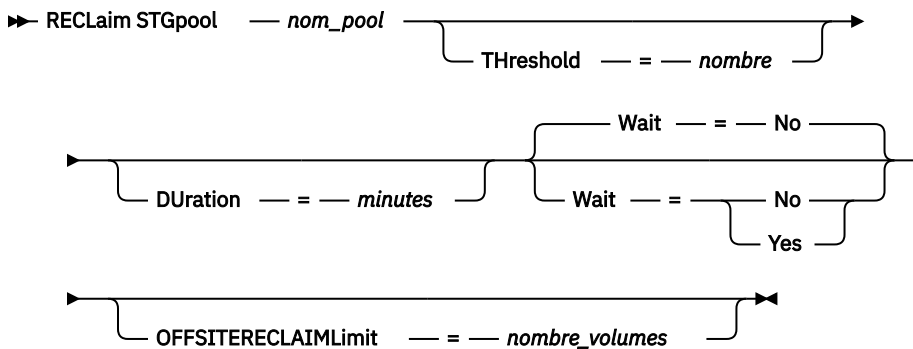 RECLaim STGpool nom_pool
THreshold = nombre
Wait = No
DUration = minutes Wait = No
Yes
OFFSITERECLAIMLimit = nombre_volumes